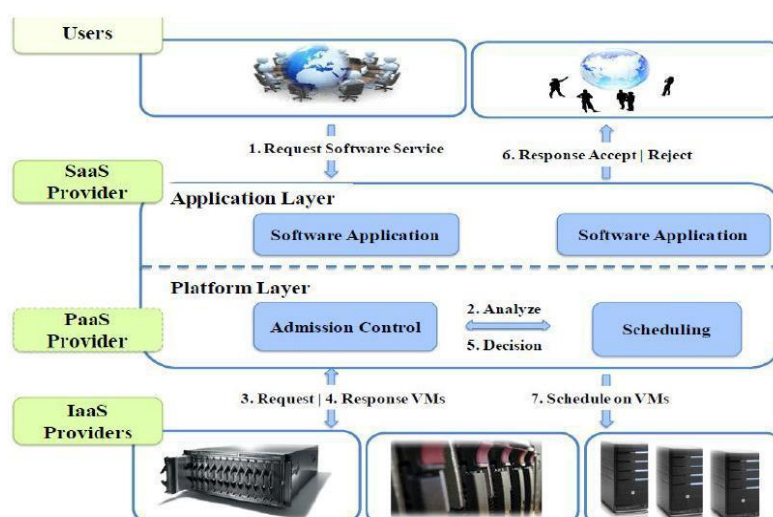 Users
1. Request Software Service
6. Response Accept | Reject
SaaS
Provider
Application Layer
Software Application
Software Application
Platform Layer
PaaS
Provider
Admission Control
2. Analyze
5. Decision
Scheduling
3. Request | 4. Response VMs
7. Schedule on VMs
IaaS
Providers